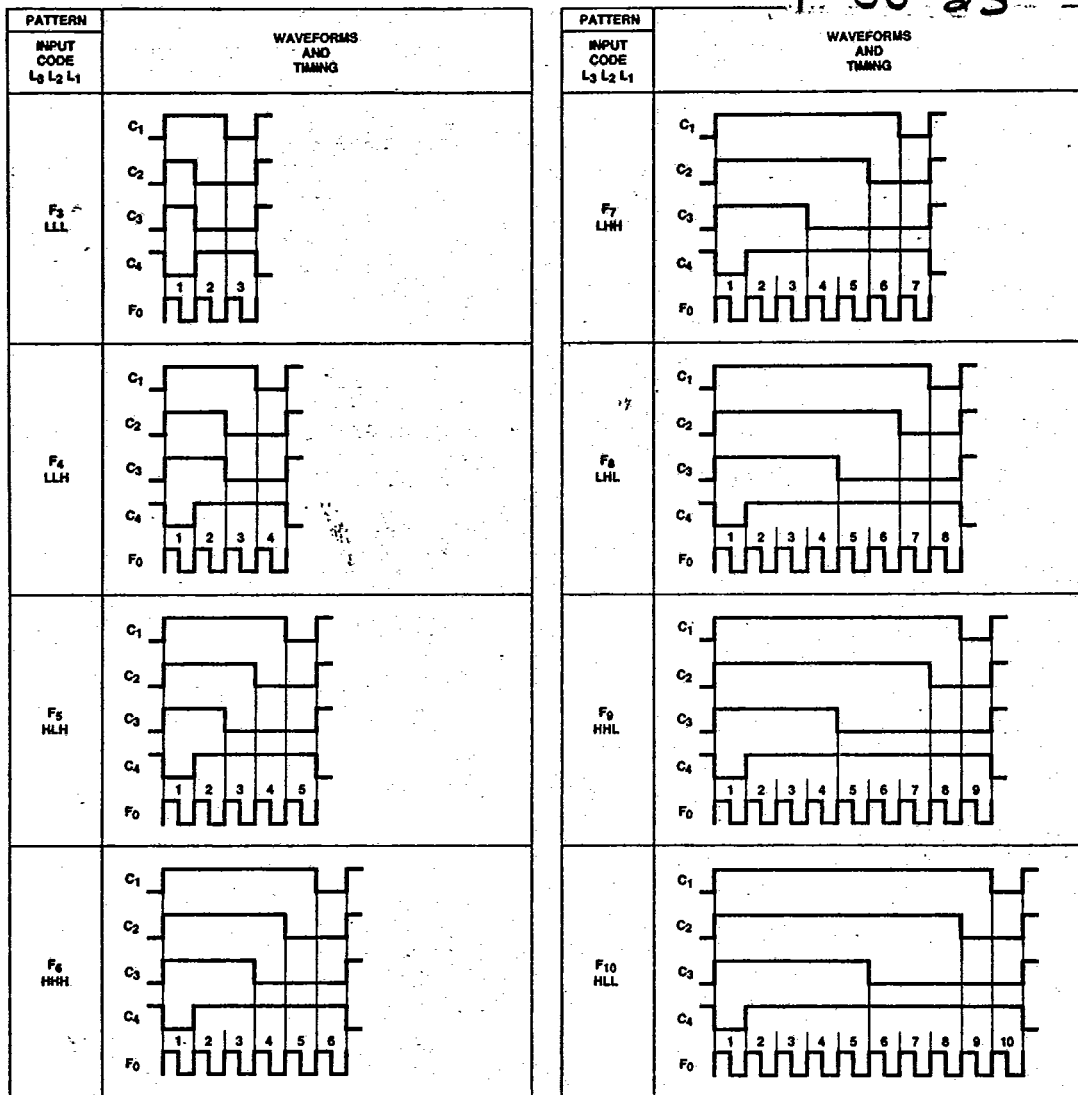 PATTERN
INPUT
CODE
L3 L2 L1
WAVEFORMS
AND
TIMING
F3
LLL
C1
C2
C3
C4
1 2 3
F0
F4
LLH
C1
C2
C3
C4
1 2 3 4
F0
F5
HLH
C1
C2
C3
C4
1 2 3 4 5
F0
F6
HHH
C1
C2
C3
C4
1 2 3 4 5 6
F0
PATTERN
INPUT
CODE
L3 L2 L1
WAVEFORMS
AND
TIMING
F7
LHH
C1
C2
C3
C4
1 2 3 4 5 6 7
F0
F8
LHL
C1
C2
C3
C4
1 2 3 4 5 6 7 8
F0
F9
HHL
C1
C2
C3
C4
1 2 3 4 5 6 7 8 9
F0
F10
HLL
C1
C2
C3
C4
1 2 3 4 5 6 7 8 9 10
F0